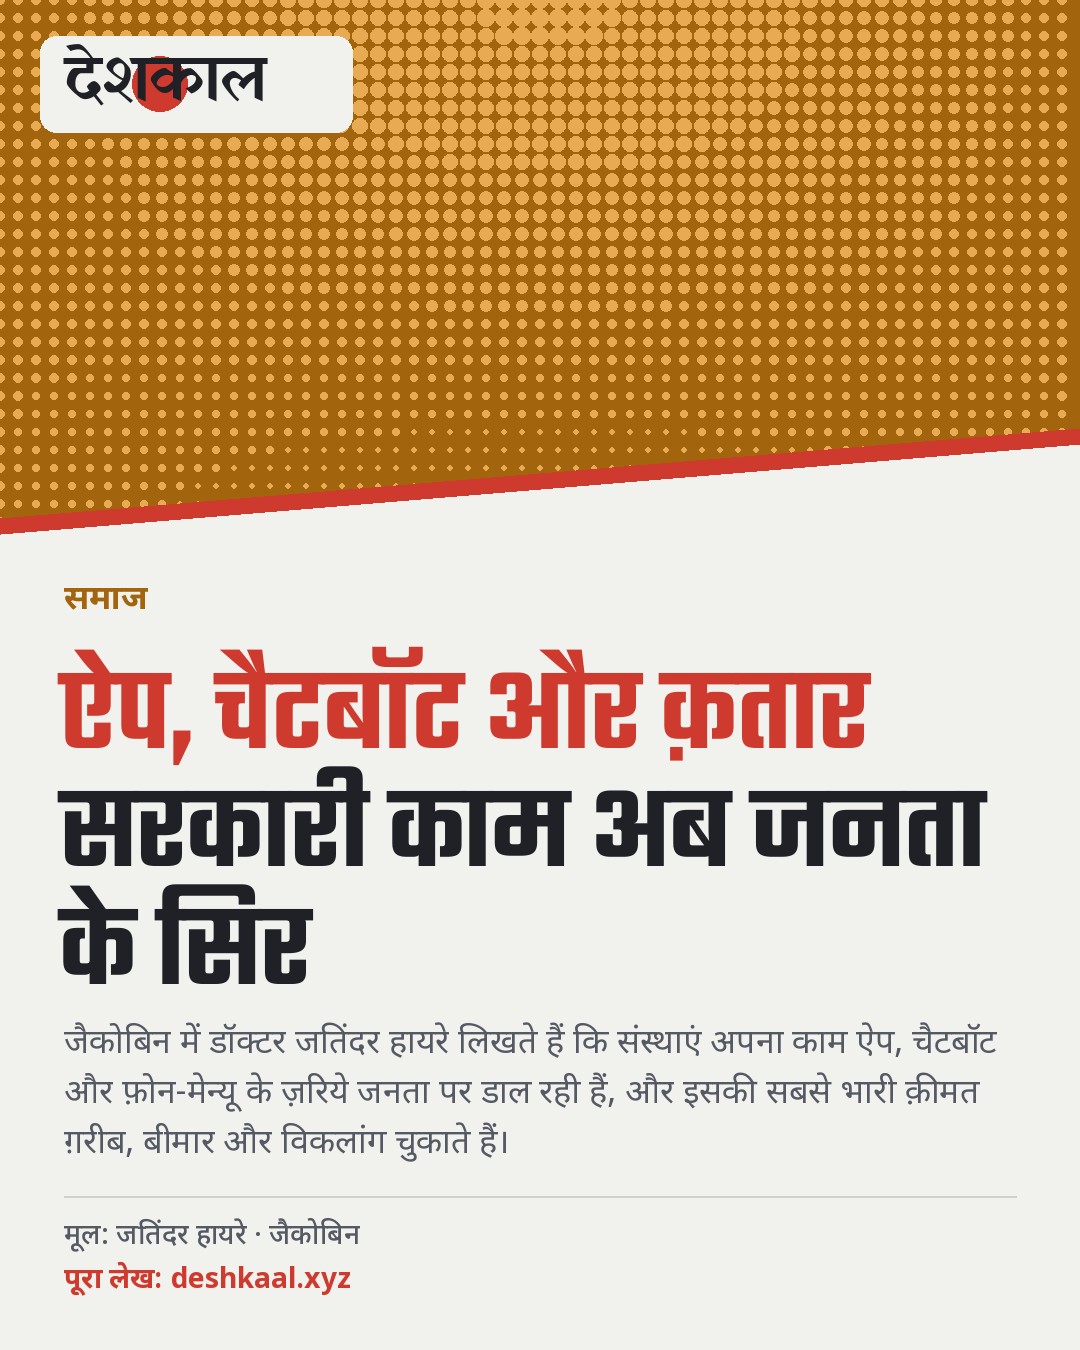 देशकाल
समाज
ऐप, चैटबॉट और क़तार
सरकारी काम अब जनता
के सिर
जैकोबिन में डॉक्टर जतिंदर हायरे लिखते हैं कि संस्थाएं अपना काम ऐप, चैटबॉट
और फ़ोन-मेन्यू के ज़रिये जनता पर डाल रही हैं, और इसकी सबसे भारी क़ीमत
ग़रीब, बीमार और विकलांग चुकाते हैं।
मूल: जतिंदर हायरे · जैकोबिन
पूरा लेख: deshkaal.xyz